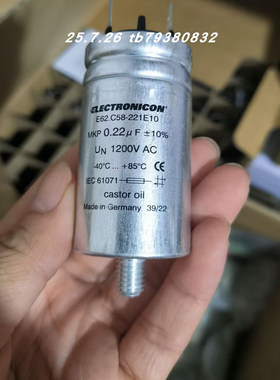 25.7.26 tb79380832
ELECTRONICON®
E62.C58-221E10
MKP 0.22µF ±10%
UN 1200V AC
-40°C ... +85°C CE
IEC 61071
castor oil
Made in Germany 39/22